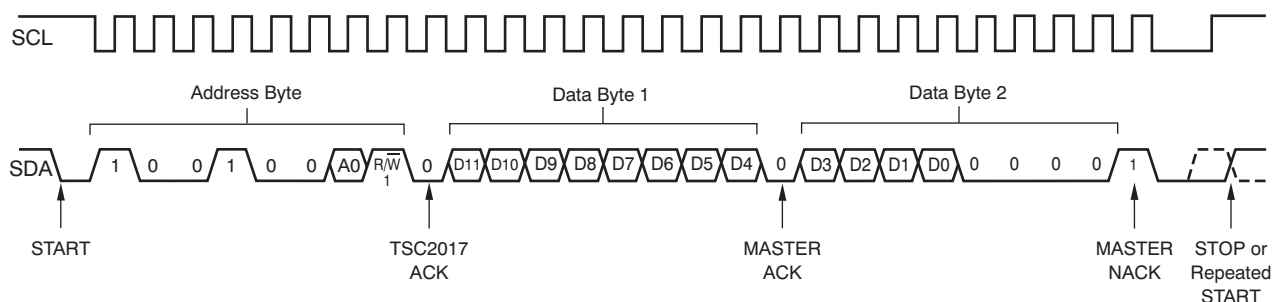 SCL
Address Byte
Data Byte 1
Data Byte 2
SDA
1 0 0 1 0 0 A0 R/W̅ 1 0 D11 D10 D9 D8 D7 D6 D5 D4 0 D3 D2 D1 D0 0 0 0 0 1
START
TSC2017
ACK
MASTER
ACK
MASTER
NACK
STOP or
Repeated
START